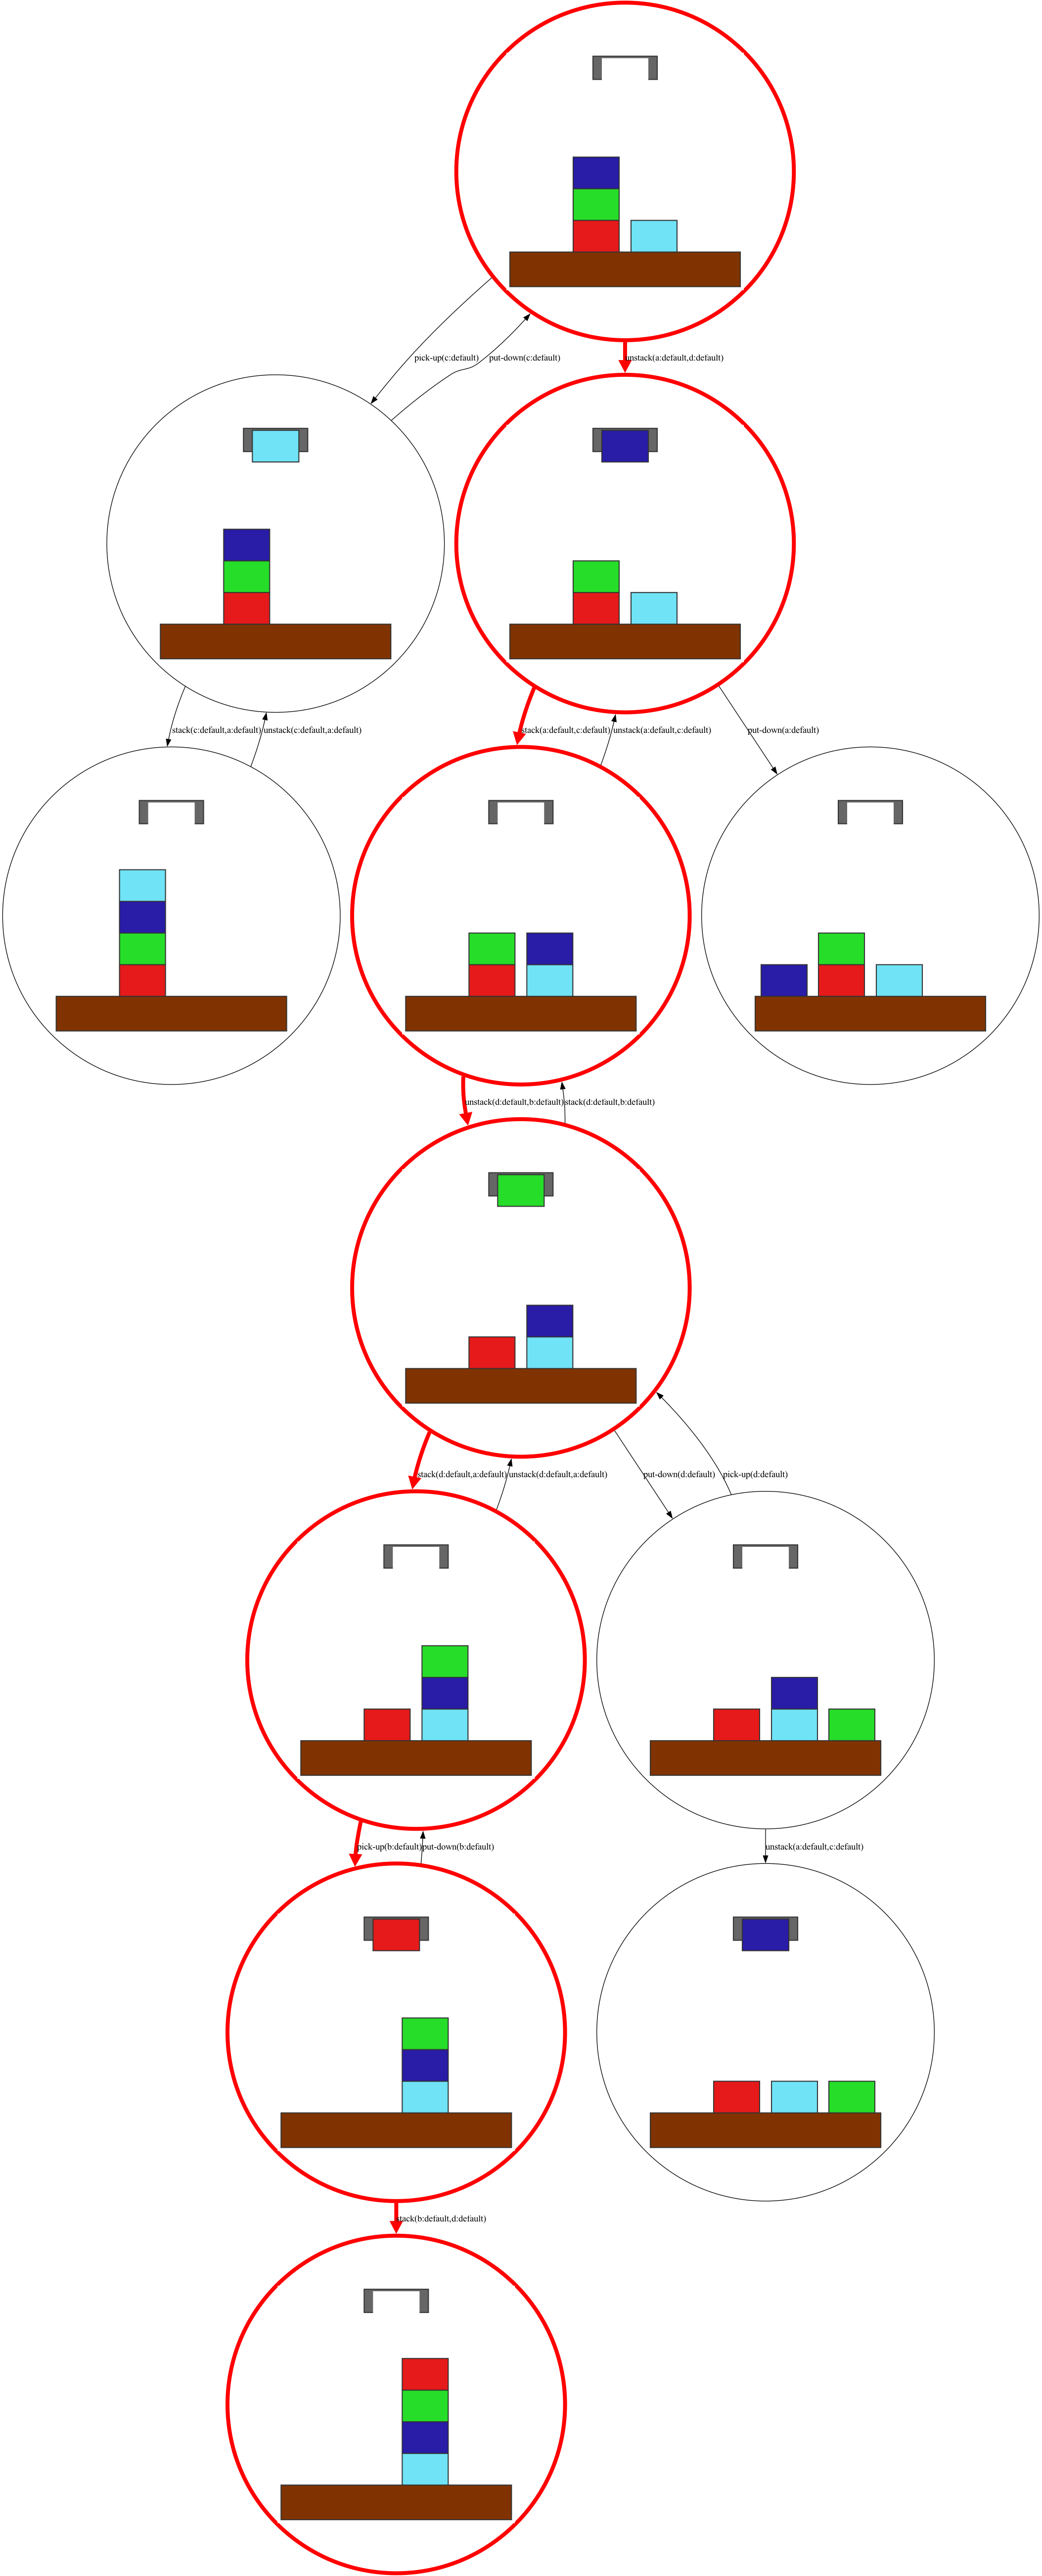 pick-up(c:default)
put-down(c:default)
unstack(a:default,d:default)
stack(c:default,a:default)
unstack(c:default,a:default)
stack(a:default,c:default)
unstack(a:default,c:default)
put-down(a:default)
unstack(d:default,b:default)
stack(d:default,b:default)
stack(d:default,a:default)
unstack(d:default,a:default)
put-down(d:default)
pick-up(d:default)
pick-up(b:default)
put-down(b:default)
unstack(a:default,c:default)
stack(b:default,d:default)